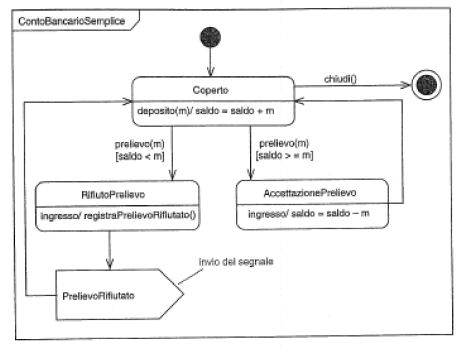 ContoBancarioSemplice
Coperto
chiudi()
deposito(m)/ saldo = saldo + m
prelievo(m)
[saldo < m]
prelievo(m)
[saldo > = m]
RifiutoPrelievo
ingresso/ registraPrelievoRifiutato()
AccettazionePrelievo
ingresso/ saldo = saldo – m
invio del segnale
PrelievoRifiutato